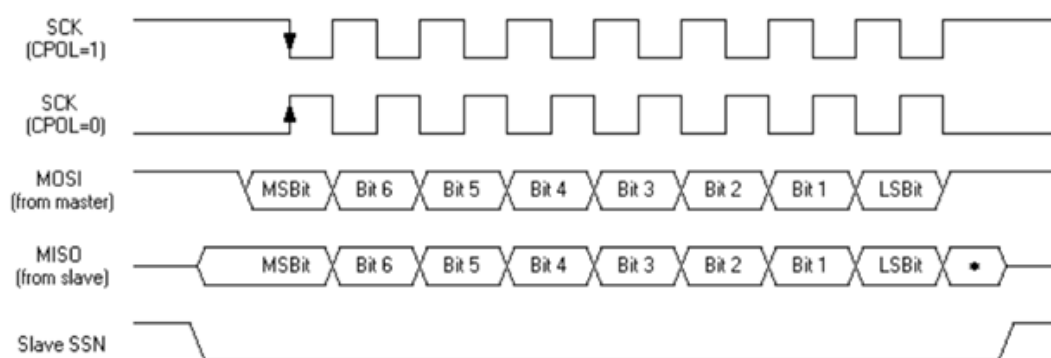 SCK
(CPOL=1)
SCK
(CPOL=0)
MOSI
(from master)
MSBit Bit 6 Bit 5 Bit 4 Bit 3 Bit 2 Bit 1 LSBit
MISO
(from slave)
MSBit Bit 6 Bit 5 Bit 4 Bit 3 Bit 2 Bit 1 LSBit *
Slave SSN